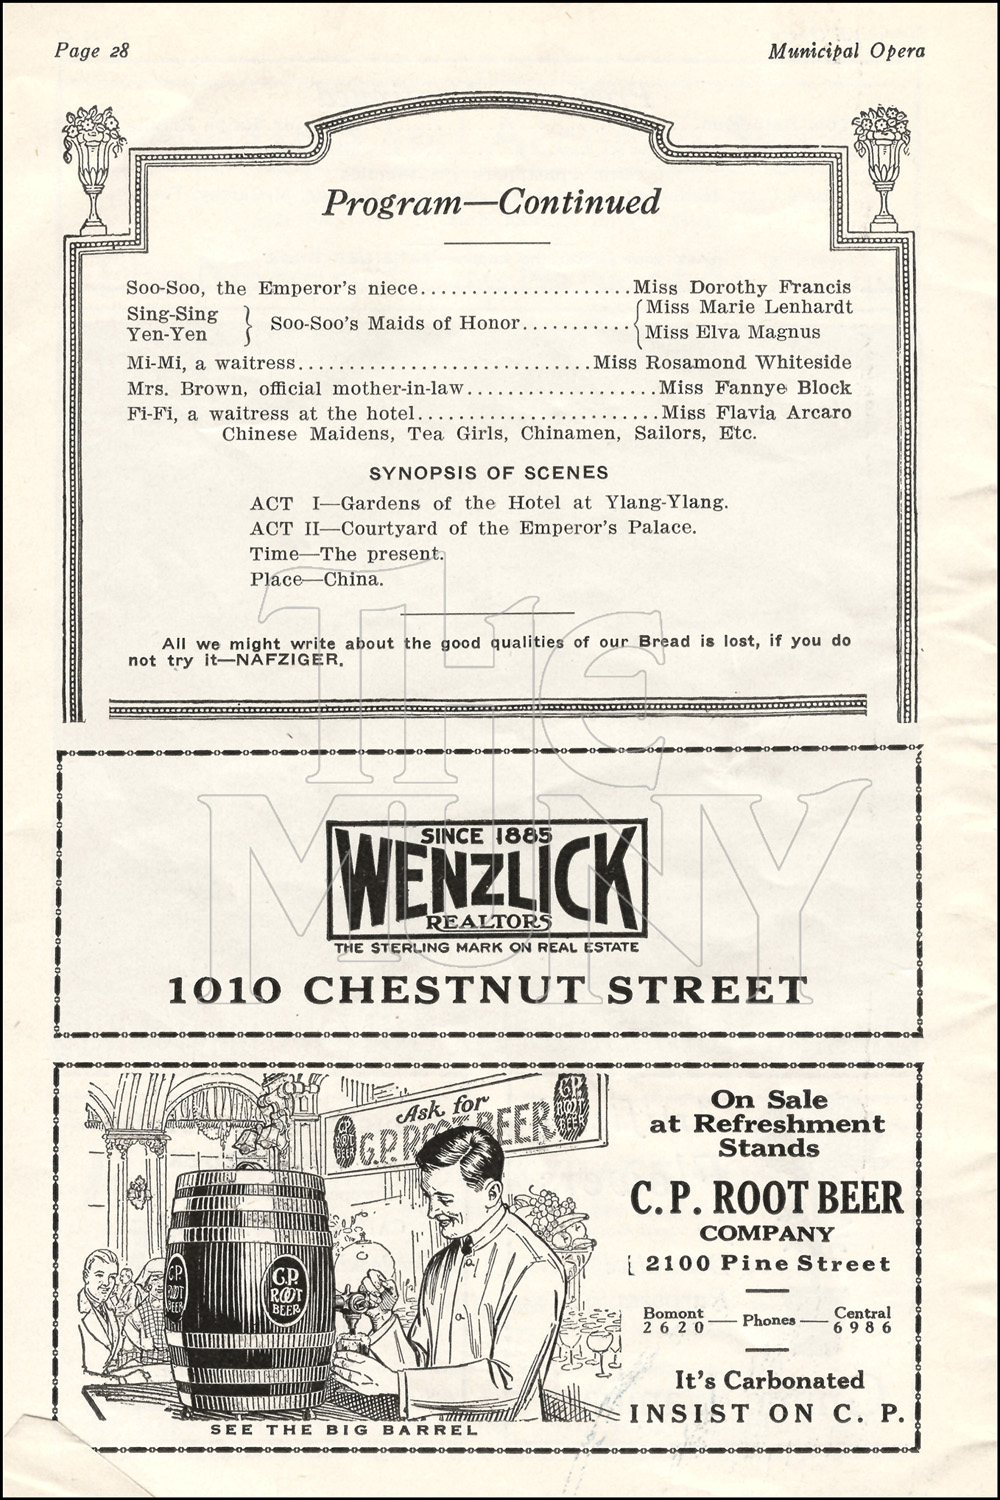 Page 28 Municipal Opera
Program—Continued
Soo-Soo, the Emperor's niece.....................Miss Dorothy Francis
Sing-Sing
Yen-Yen } Soo-Soo's Maids of Honor...........{ Miss Marie Lenhardt
Miss Elva Magnus
Mi-Mi, a waitress..............................Miss Rosamond Whiteside
Mrs. Brown, official mother-in-law...................Miss Fannye Block
Fi-Fi, a waitress at the hotel........................Miss Flavia Arcaro
Chinese Maidens, Tea Girls, Chinamen, Sailors, Etc.
SYNOPSIS OF SCENES
ACT I—Gardens of the Hotel at Ylang-Ylang.
ACT II—Courtyard of the Emperor's Palace.
Time—The present.
Place—China.
All we might write about the good qualities of our Bread is lost, if you do
not try it—NAFZIGER.
THE
MUNY
SINCE 1885
WENZLICK
REALTORS
THE STERLING MARK ON REAL ESTATE
1010 CHESTNUT STREET
Ask for
C.P. ROOT BEER
C.P.
ROOT
BEER
C.P.
ROOT
BEER
C.P.
ROOT
BEER
C.P.
ROOT
BEER
SEE THE BIG BARREL
On Sale
at Refreshment
Stands
C. P. ROOT BEER
COMPANY
2100 Pine Street
Bomont
2620 — Phones — Central
6986
It's Carbonated
INSIST ON C. P.